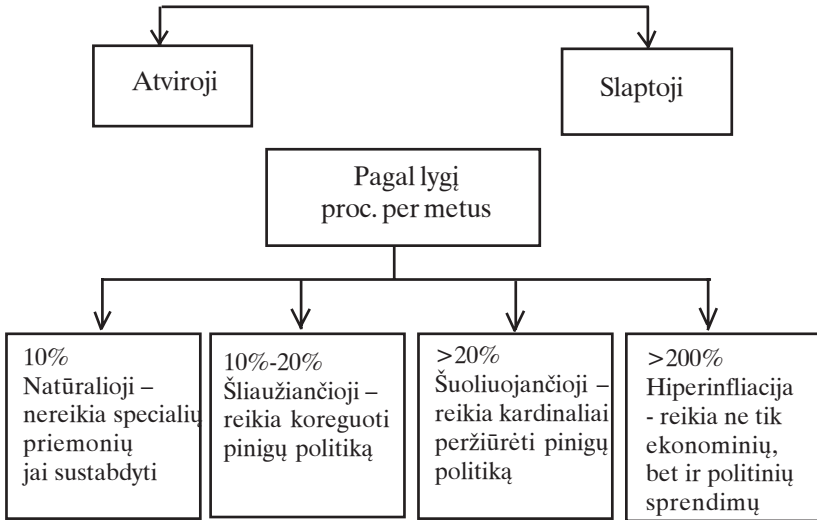 Atviroji
Slaptoji
Pagal lygį
proc. per metus
10%
Natūralioji –
nereikia specialių
priemonių
jai sustabdyti
10%-20%
Šliaužiančioji –
reikia koreguoti
pinigų politiką
>20%
Šuoliuojančioji –
reikia kardinaliai
peržiūrėti pinigų
politiką
>200%
Hiperinfliacija
- reikia ne tik
ekonominių,
bet ir politinių
sprendimų